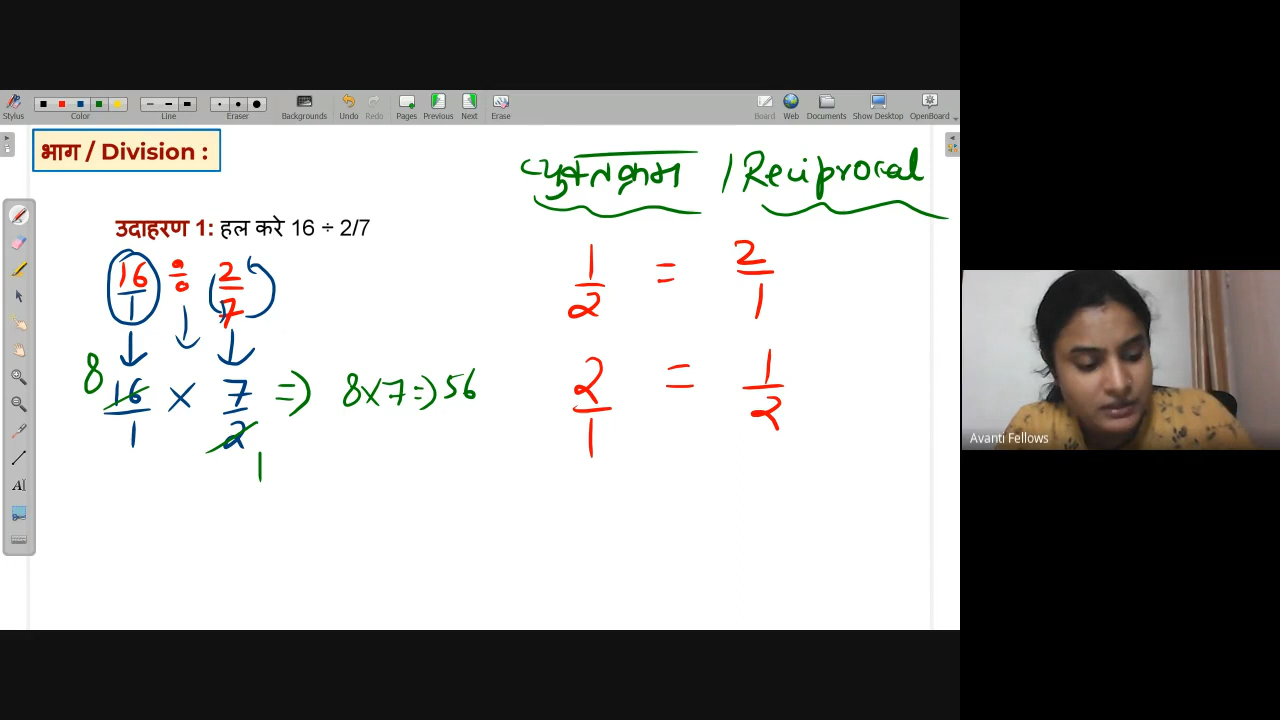 Stylus
Color
Line
Eraser
Backgrounds
Undo
Redo
Pages
Previous
Next
Erase
Board
Web
Documents
Show Desktop
OpenBoard
भाग / Division :
व्युत्क्रम / Reciprocal
उदाहरण 1: हल करे 16 ÷ 2/7
16/1 ÷ 2/7
1/2 = 2/1
8 16/1 × 7/2 1 => 8×7=>56
2/1 = 1/2
AI
Avanti Fellows